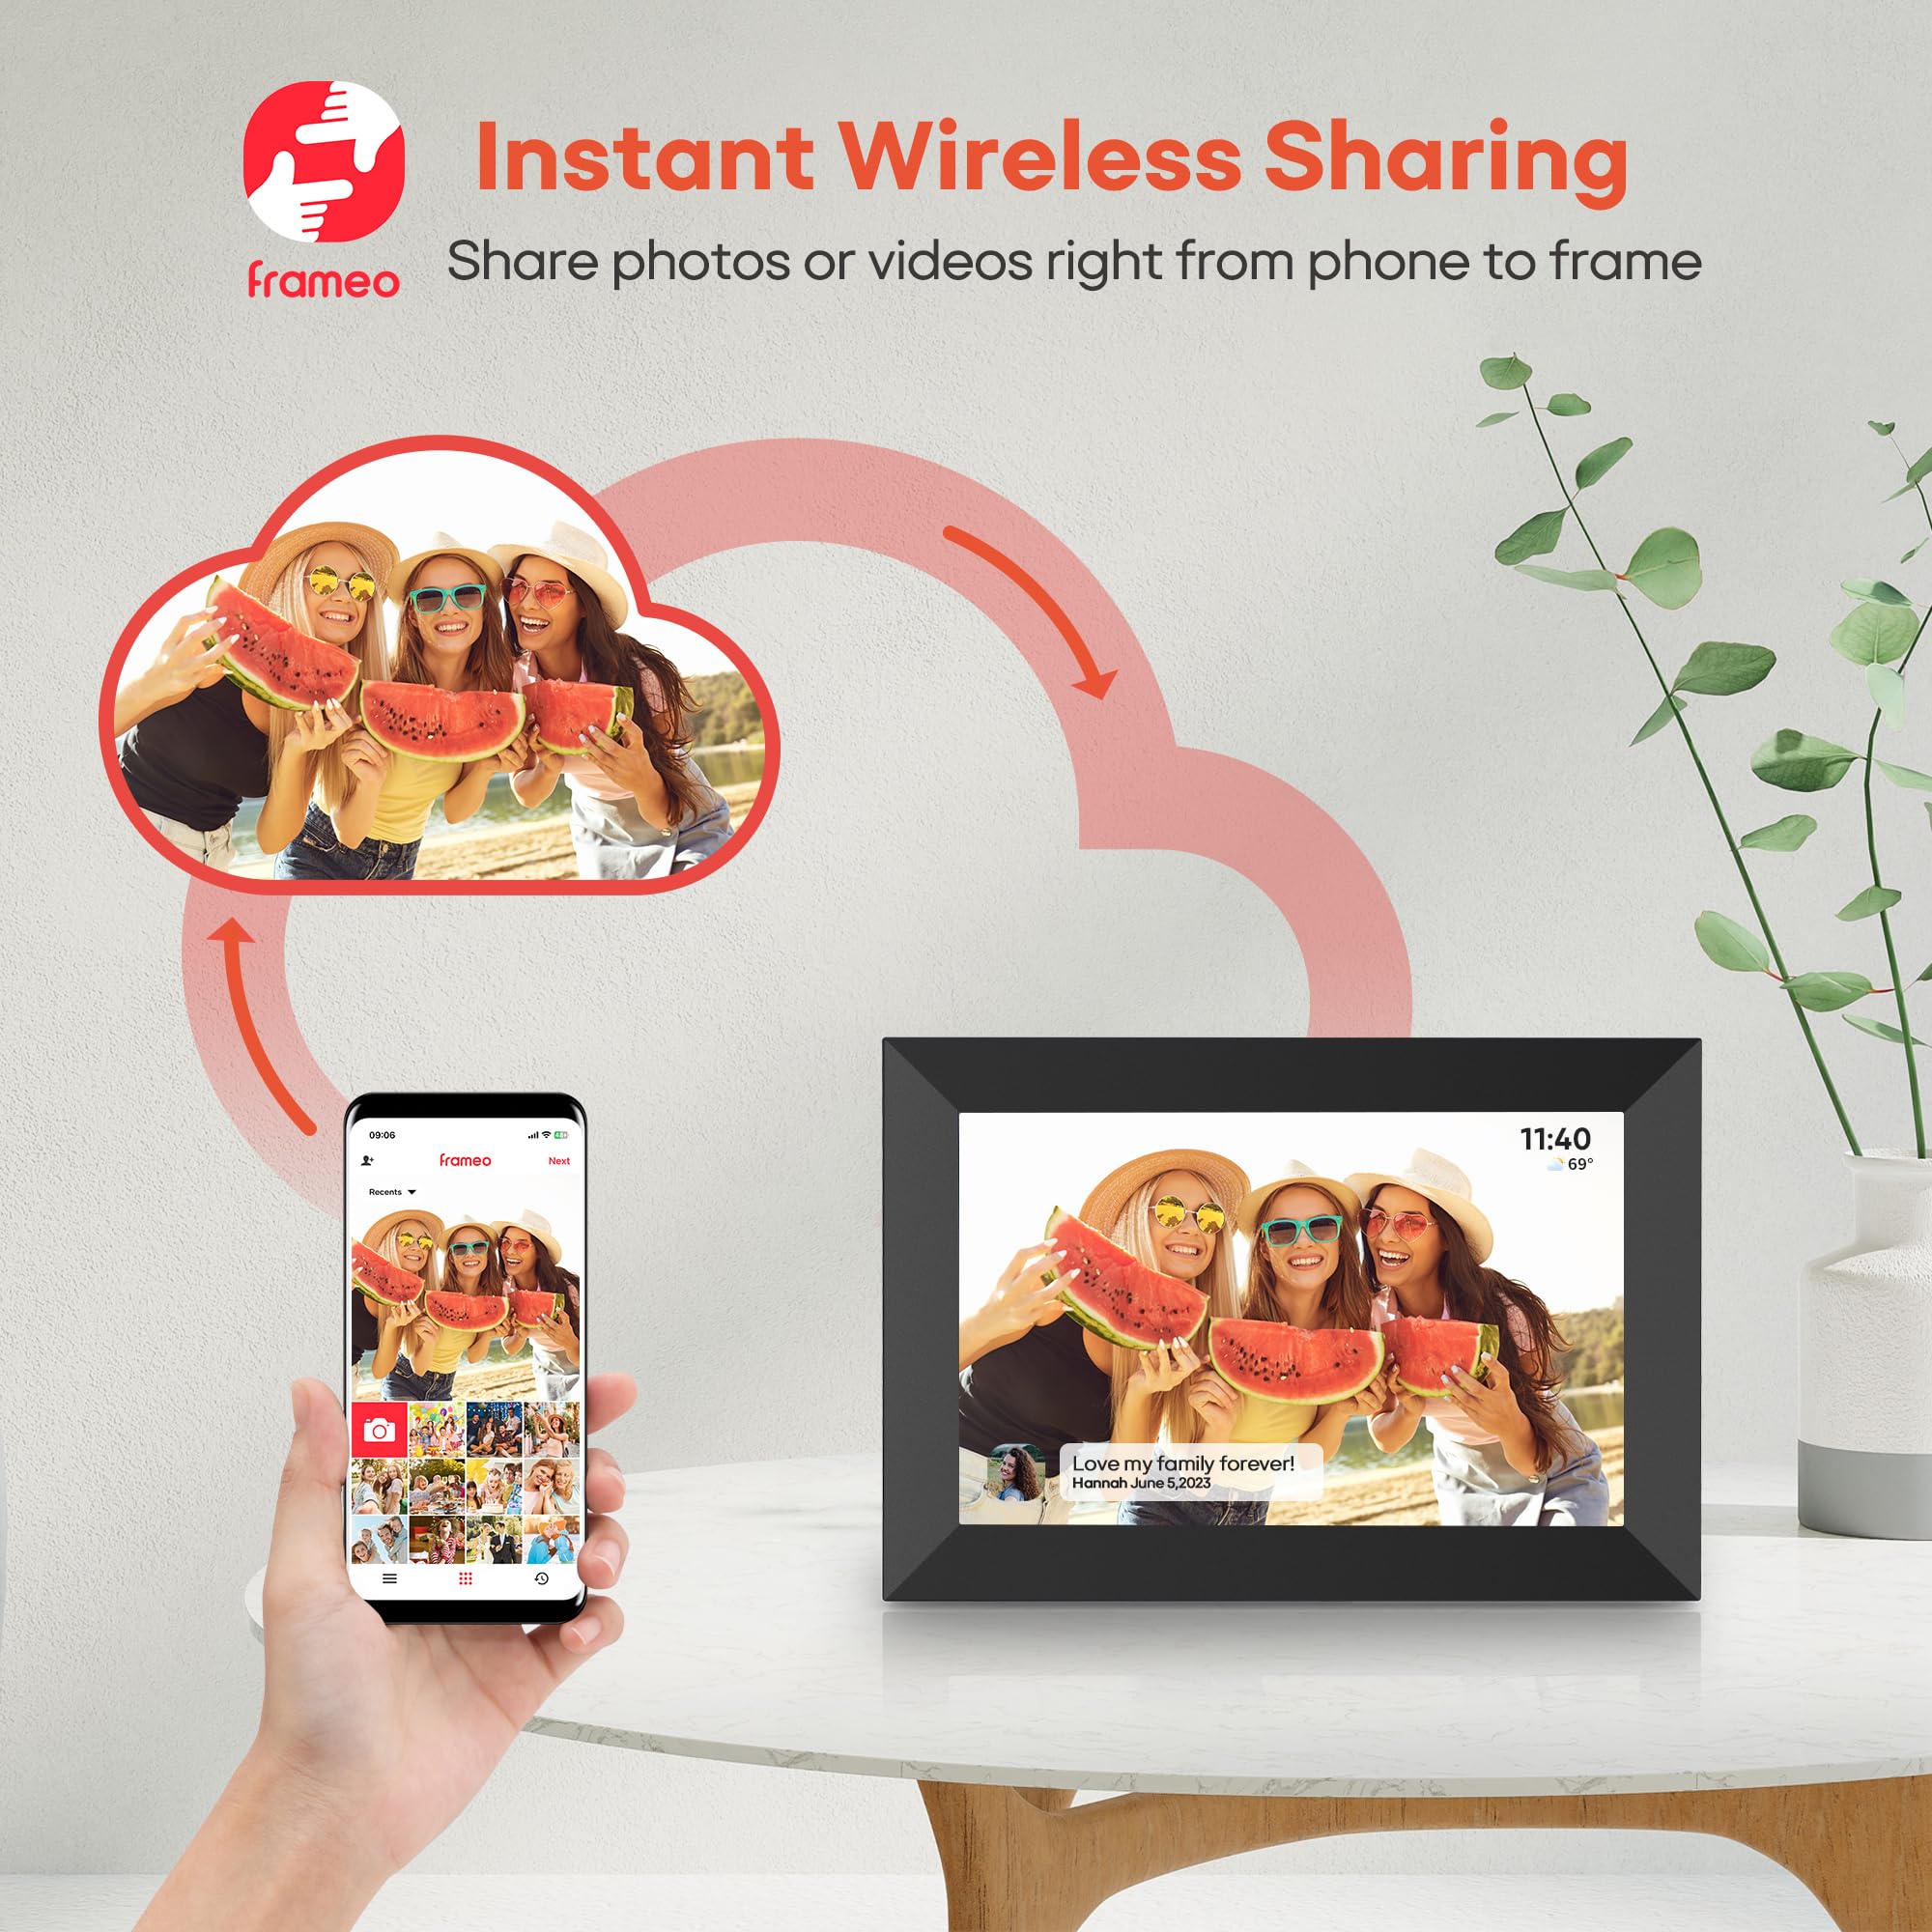 Instant Wireless Sharing
frameo
Share photos or videos right from phone to frame
09:06
frameo
Next
Recents
11:40
69°
Love my family forever!
Hannah June 5,2023